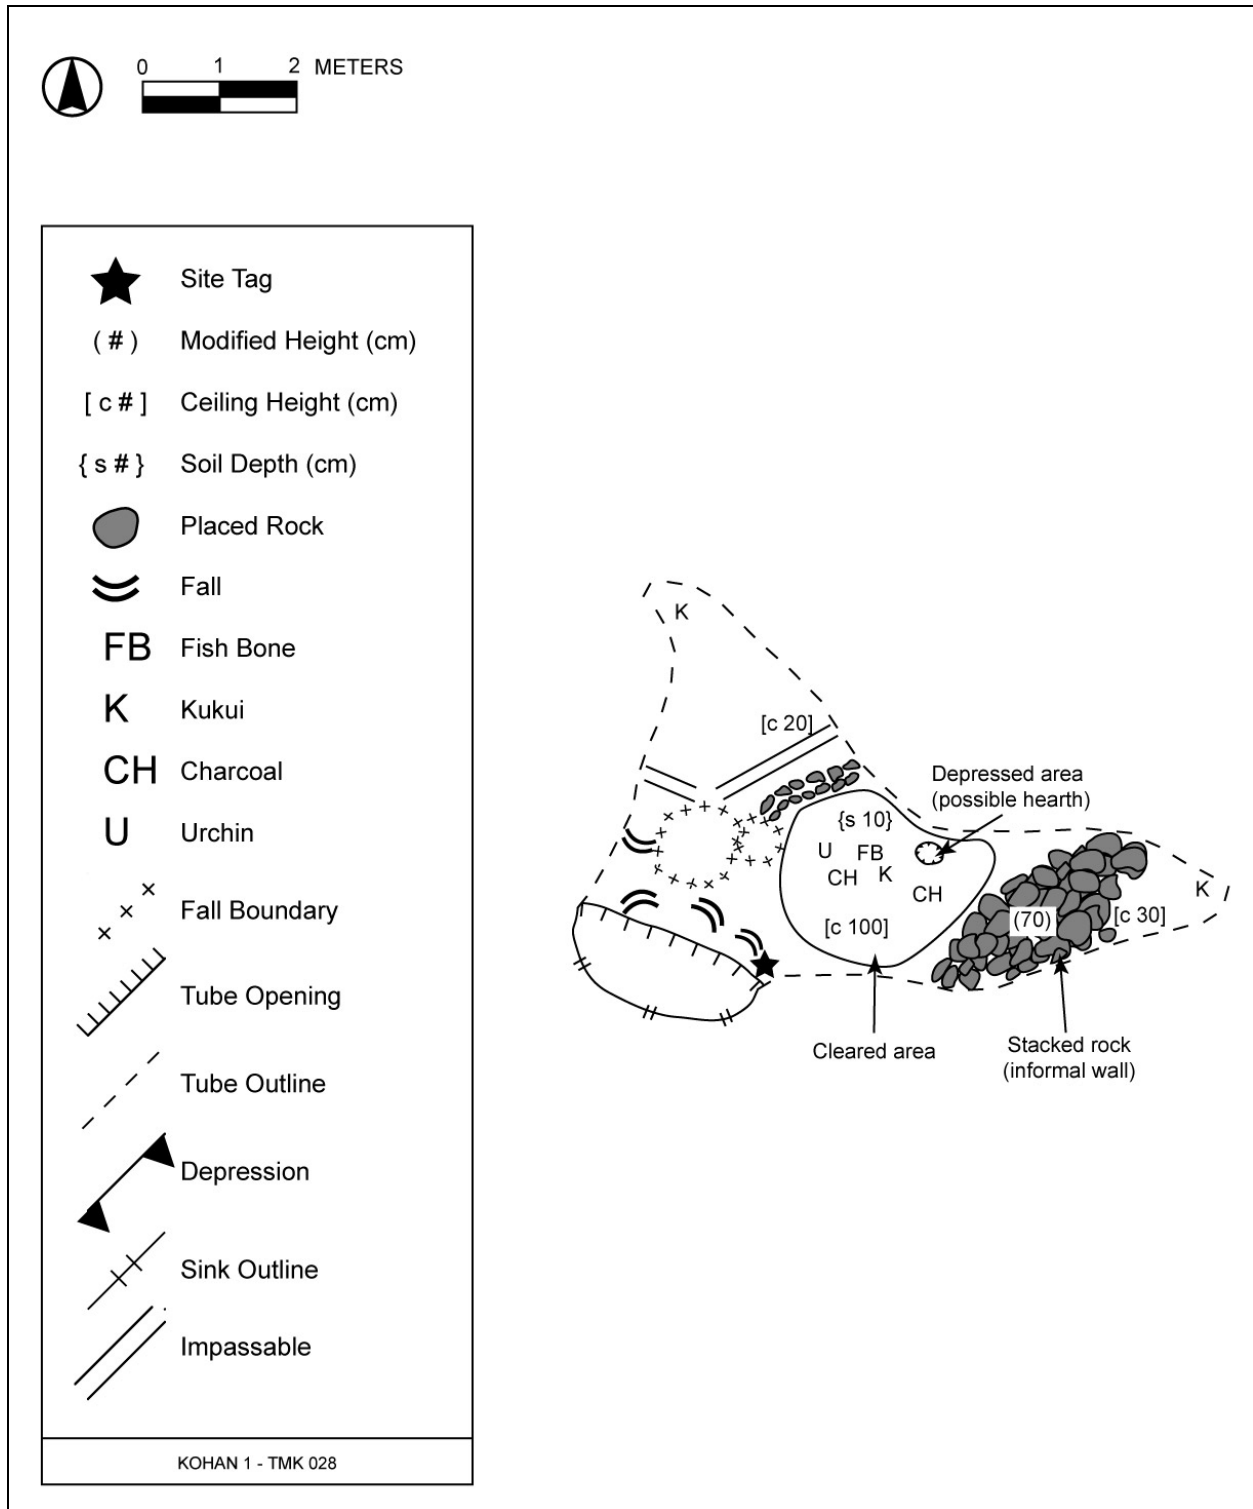 0 1 2 METERS
Site Tag
( # ) Modified Height (cm)
[ c # ] Ceiling Height (cm)
{ s # } Soil Depth (cm)
Placed Rock
Fall
FB Fish Bone
K Kukui
CH Charcoal
U Urchin
Fall Boundary
Tube Opening
Tube Outline
Depression
Sink Outline
Impassable
KOHAN 1 - TMK 028
K
[c 20]
Depressed area
(possible hearth)
{s 10}
U FB
CH K
CH
K
(70)
[c 30]
[c 100]
Cleared area
Stacked rock
(informal wall)